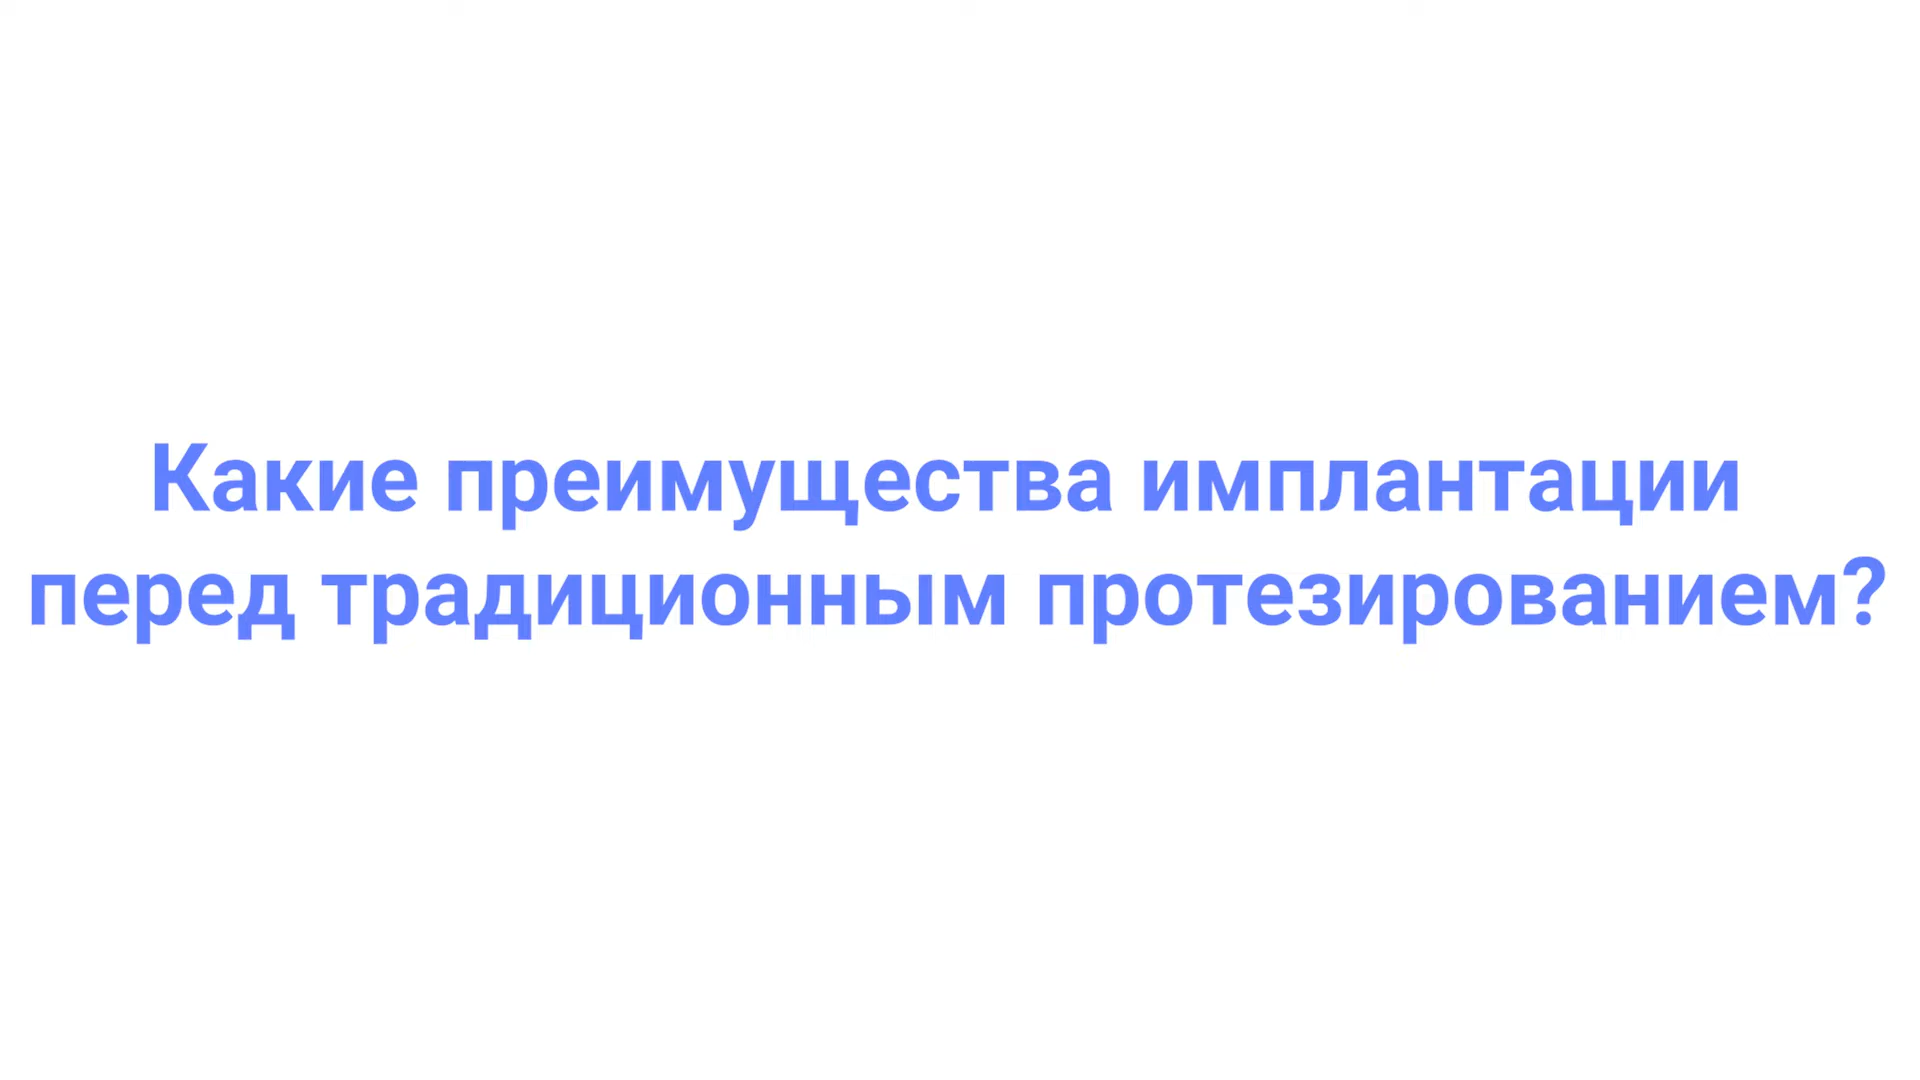 Какие преимущества имплантации
перед традиционным протезированием?